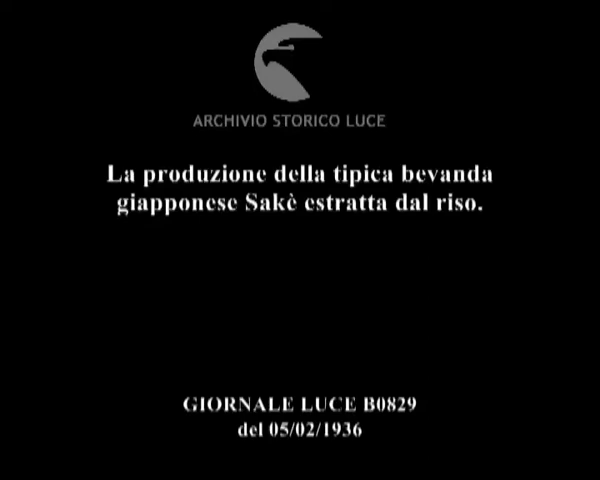 ARCHIVIO STORICO LUCE
La produzione della tipica bevanda
giapponese Sakè estratta dal riso.
GIORNALE LUCE B0829
del 05/02/1936